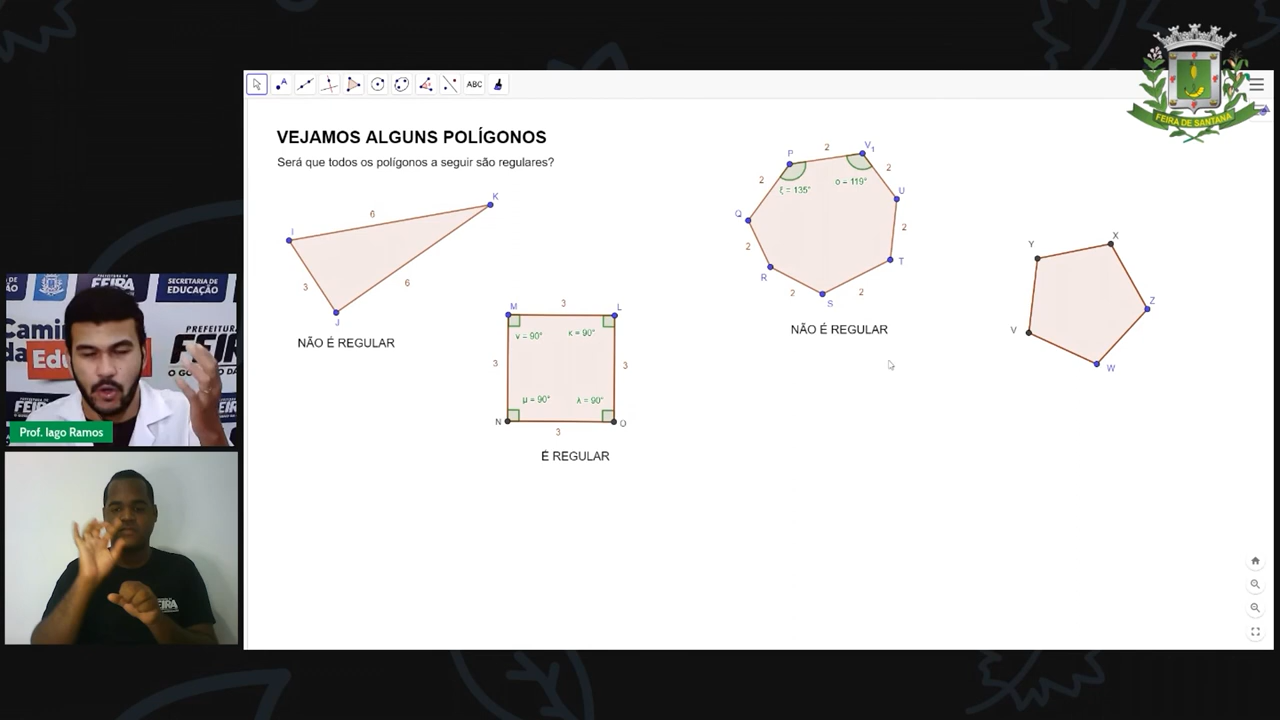 ABC
FEIRA DE SANTANA
VEJAMOS ALGUNS POLÍGONOS
Será que todos os polígonos a seguir são regulares?
I
K
J
6
6
3
NÃO É REGULAR
M
L
N
O
3
3
3
3
ν = 90°
κ = 90°
μ = 90°
λ = 90°
É REGULAR
P
V₁
U
T
S
R
Q
2
2
2
2
2
2
2
ξ = 135°
ο = 119°
NÃO É REGULAR
Y
X
Z
W
V
SECRETARIA DE
EDUCAÇÃO
FEIRA
PREFEITURA
Prof. Iago Ramos